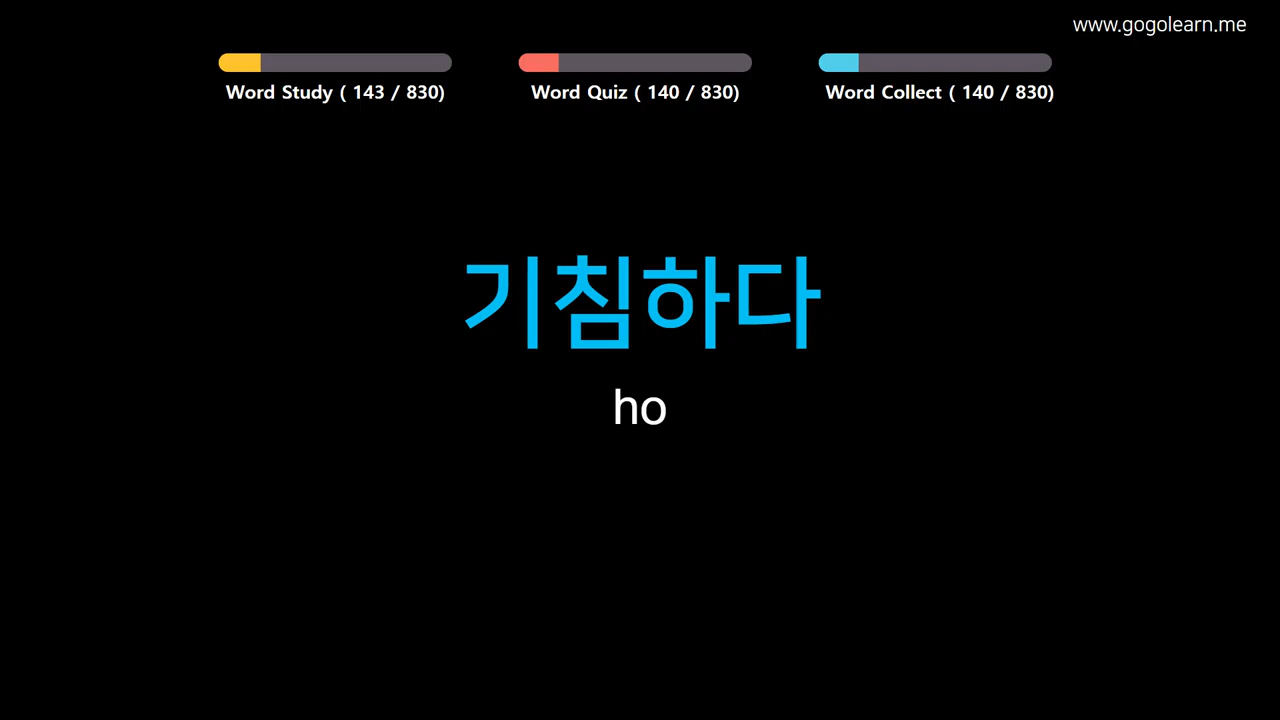 www.gogolearn.me
Word Study ( 143 / 830)
Word Quiz ( 140 / 830)
Word Collect ( 140 / 830)
기침하다
ho